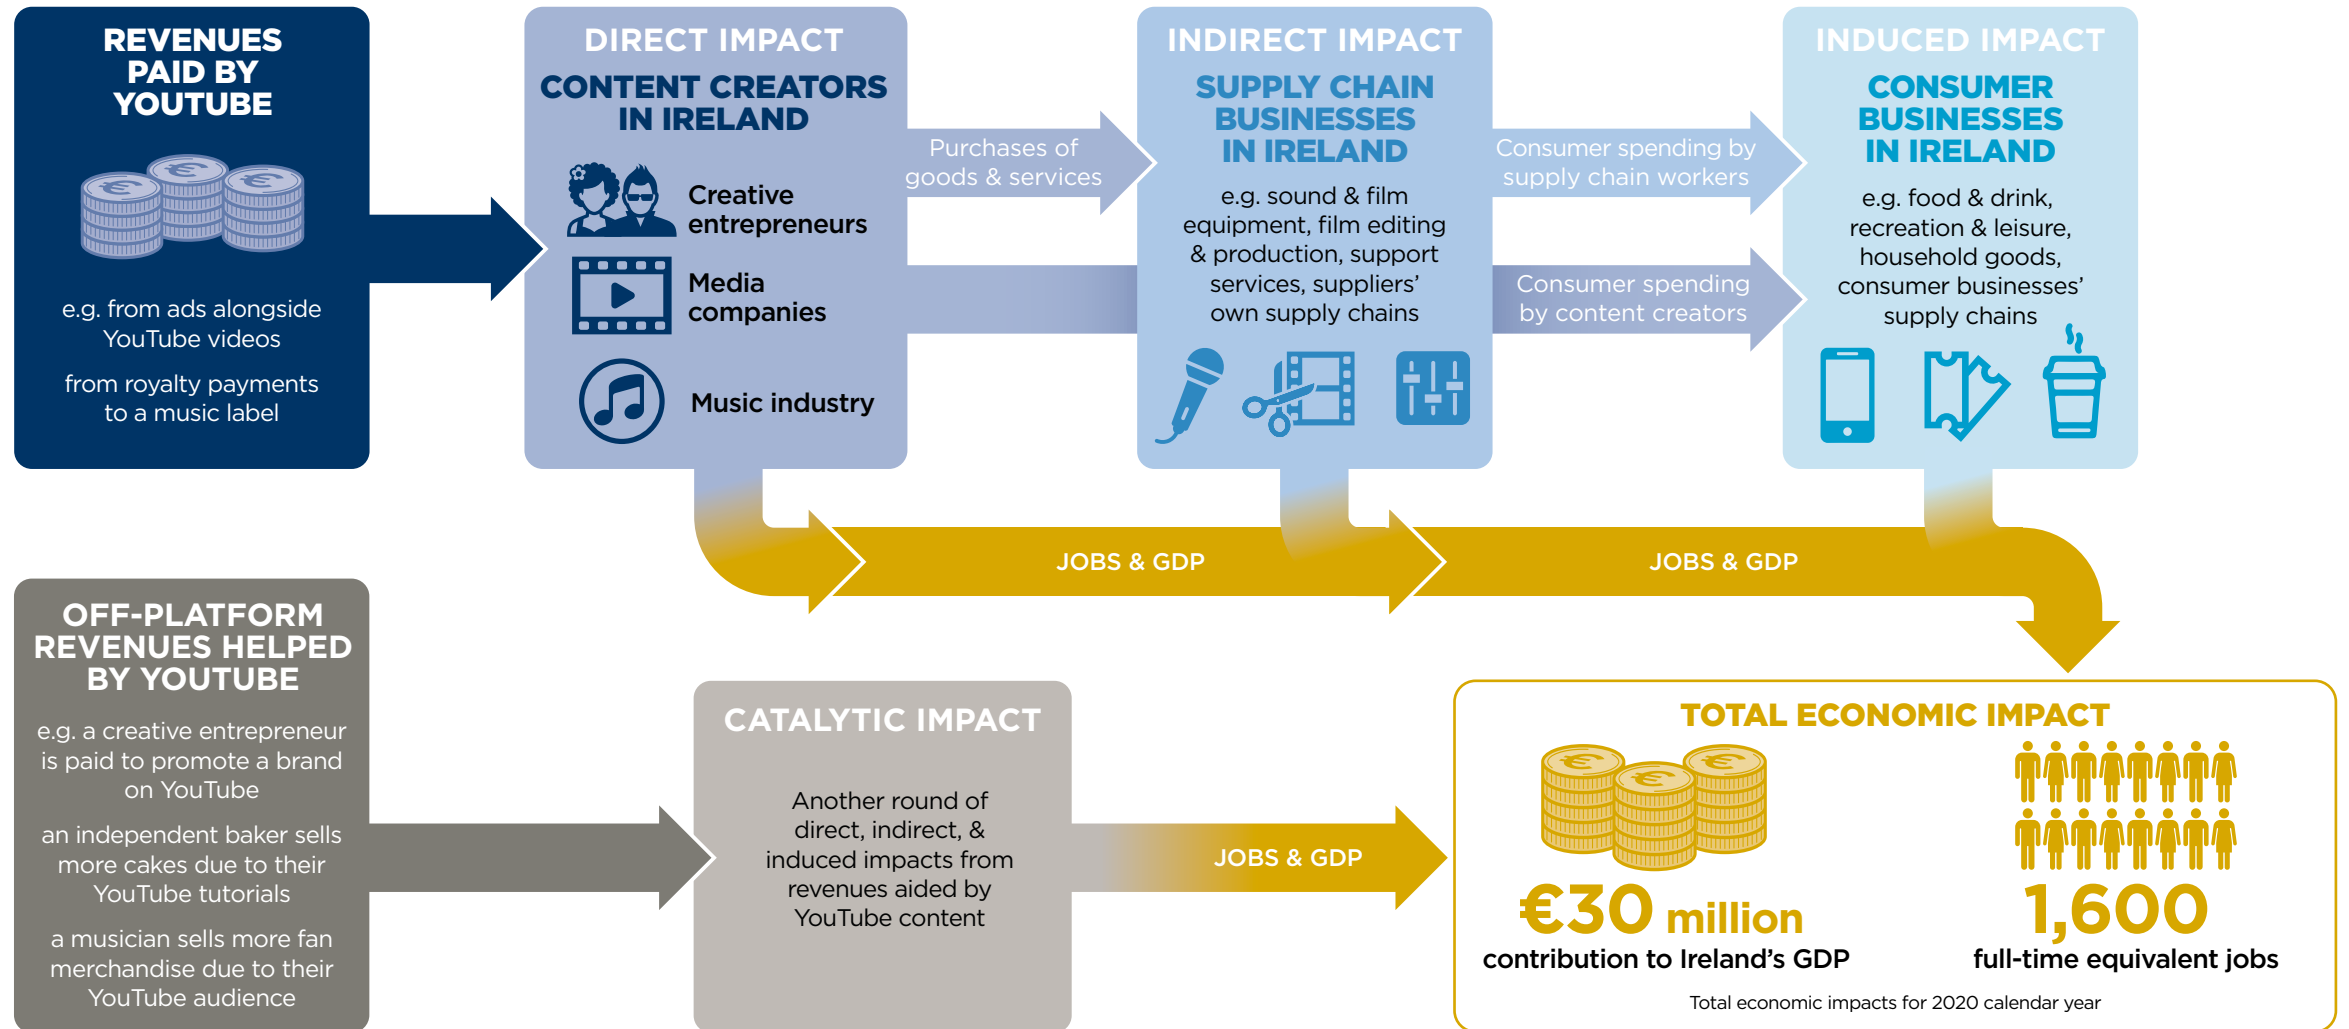 REVENUES
PAID BY
YOUTUBE
e.g. from ads alongside
YouTube videos
from royalty payments
to a music label
DIRECT IMPACT
CONTENT CREATORS
IN IRELAND
Creative
entrepreneurs
Media
companies
Music industry
Purchases of
goods & services
INDIRECT IMPACT
SUPPLY CHAIN
BUSINESSES
IN IRELAND
e.g. sound & film
equipment, film editing
& production, support
services, suppliers’
own supply chains
Consumer spending by
supply chain workers
Consumer spending
by content creators
INDUCED IMPACT
CONSUMER
BUSINESSES
IN IRELAND
e.g. food & drink,
recreation & leisure,
household goods,
consumer businesses’
supply chains
JOBS & GDP
JOBS & GDP
OFF-PLATFORM
REVENUES HELPED
BY YOUTUBE
e.g. a creative entrepreneur
is paid to promote a brand
on YouTube
an independent baker sells
more cakes due to their
YouTube tutorials
a musician sells more fan
merchandise due to their
YouTube audience
CATALYTIC IMPACT
Another round of
direct, indirect, &
induced impacts from
revenues aided by
YouTube content
JOBS & GDP
TOTAL ECONOMIC IMPACT
€30 million
contribution to Ireland’s GDP
1,600
full-time equivalent jobs
Total economic impacts for 2020 calendar year